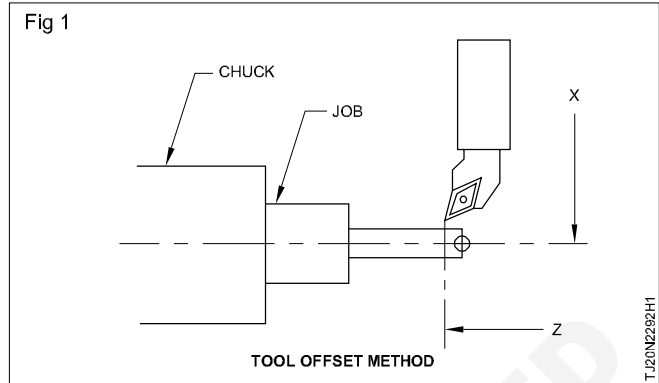 Fig 1
CHUCK
JOB
X
Z
TOOL OFFSET METHOD
TJ20N2292H1